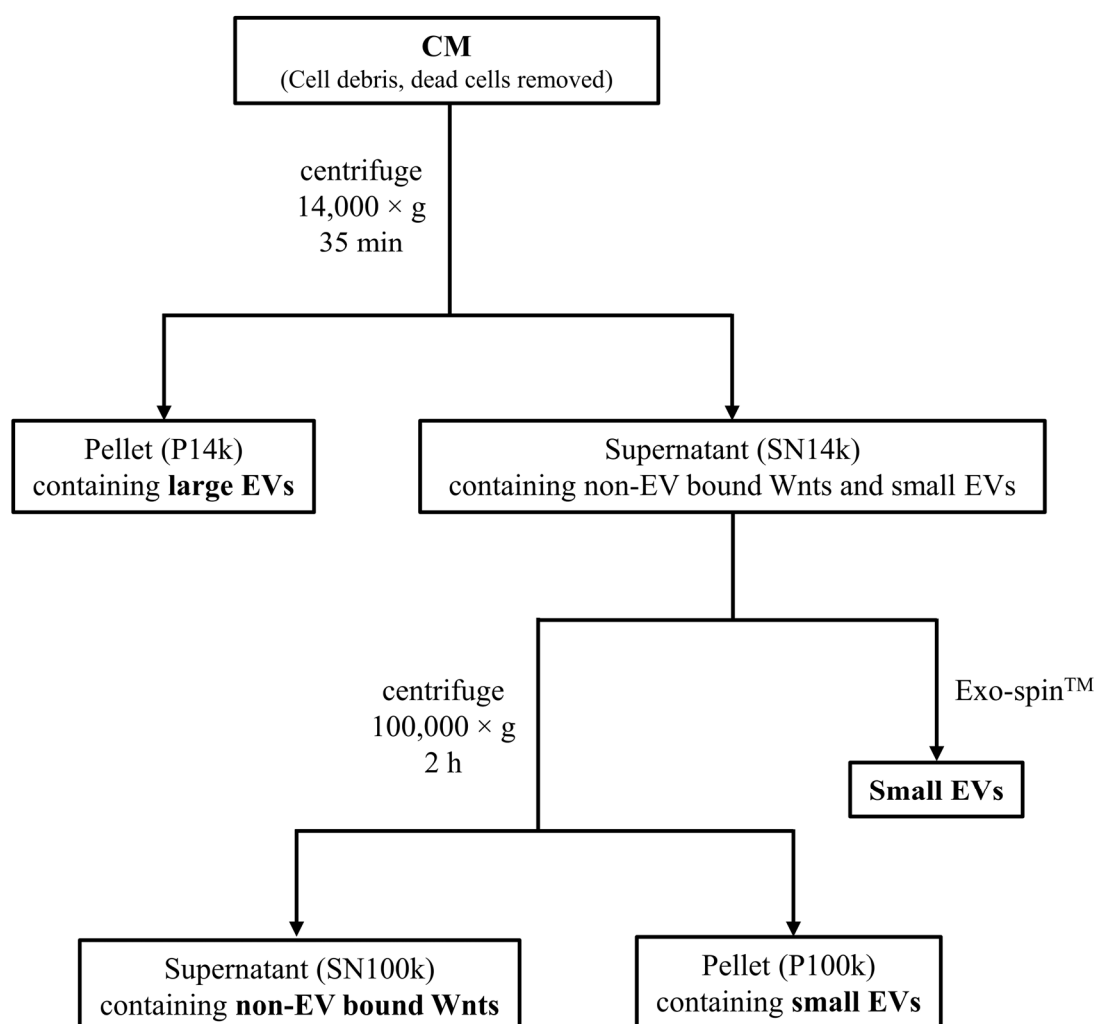 CM
(Cell debris, dead cells removed)
centrifuge
14,000 × g
35 min
Pellet (P14k)
containing large EVs
Supernatant (SN14k)
containing non-EV bound Wnts and small EVs
centrifuge
100,000 × g
2 h
Exo-spin™
Small EVs
Supernatant (SN100k)
containing non-EV bound Wnts
Pellet (P100k)
containing small EVs